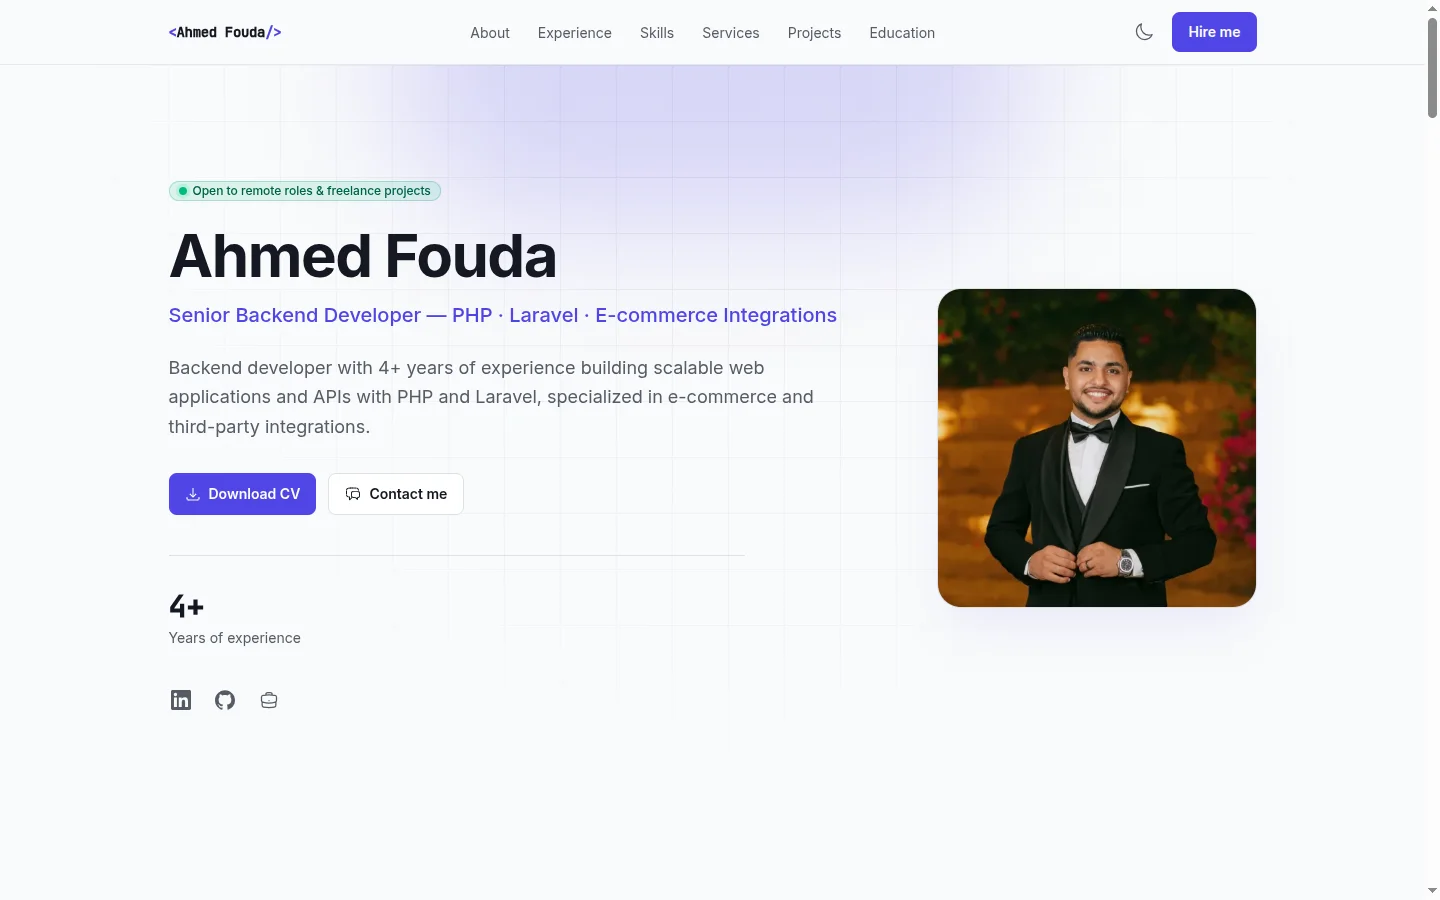 <Ahmed Fouda/>
About
Experience
Skills
Services
Projects
Education
Hire me
Open to remote roles & freelance projects
Ahmed Fouda
Senior Backend Developer — PHP · Laravel · E-commerce Integrations
Backend developer with 4+ years of experience building scalable web
applications and APIs with PHP and Laravel, specialized in e-commerce and
third-party integrations.
Download CV
Contact me
4+
Years of experience